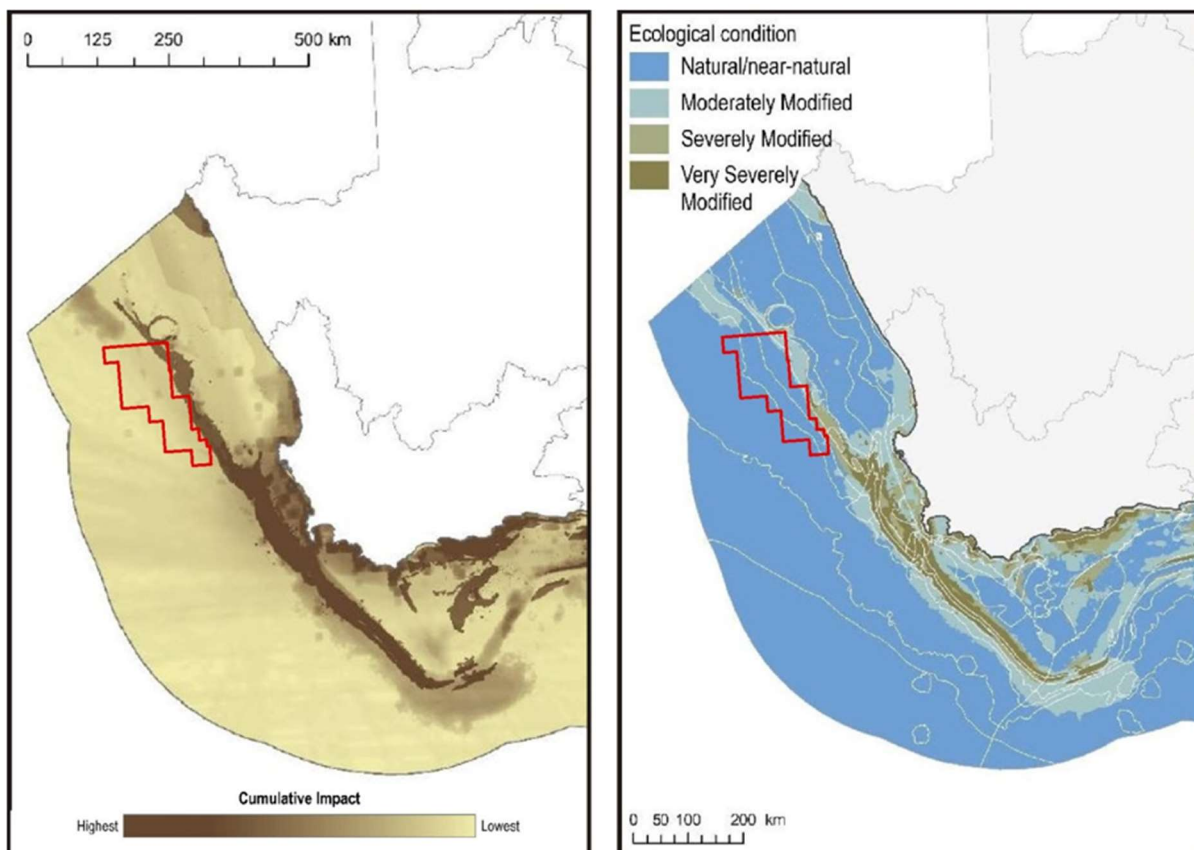 0 125 250 500 km
Cumulative Impact
Highest Lowest
Ecological condition
Natural/near-natural
Moderately Modified
Severely Modified
Very Severely
Modified
0 50 100 200 km